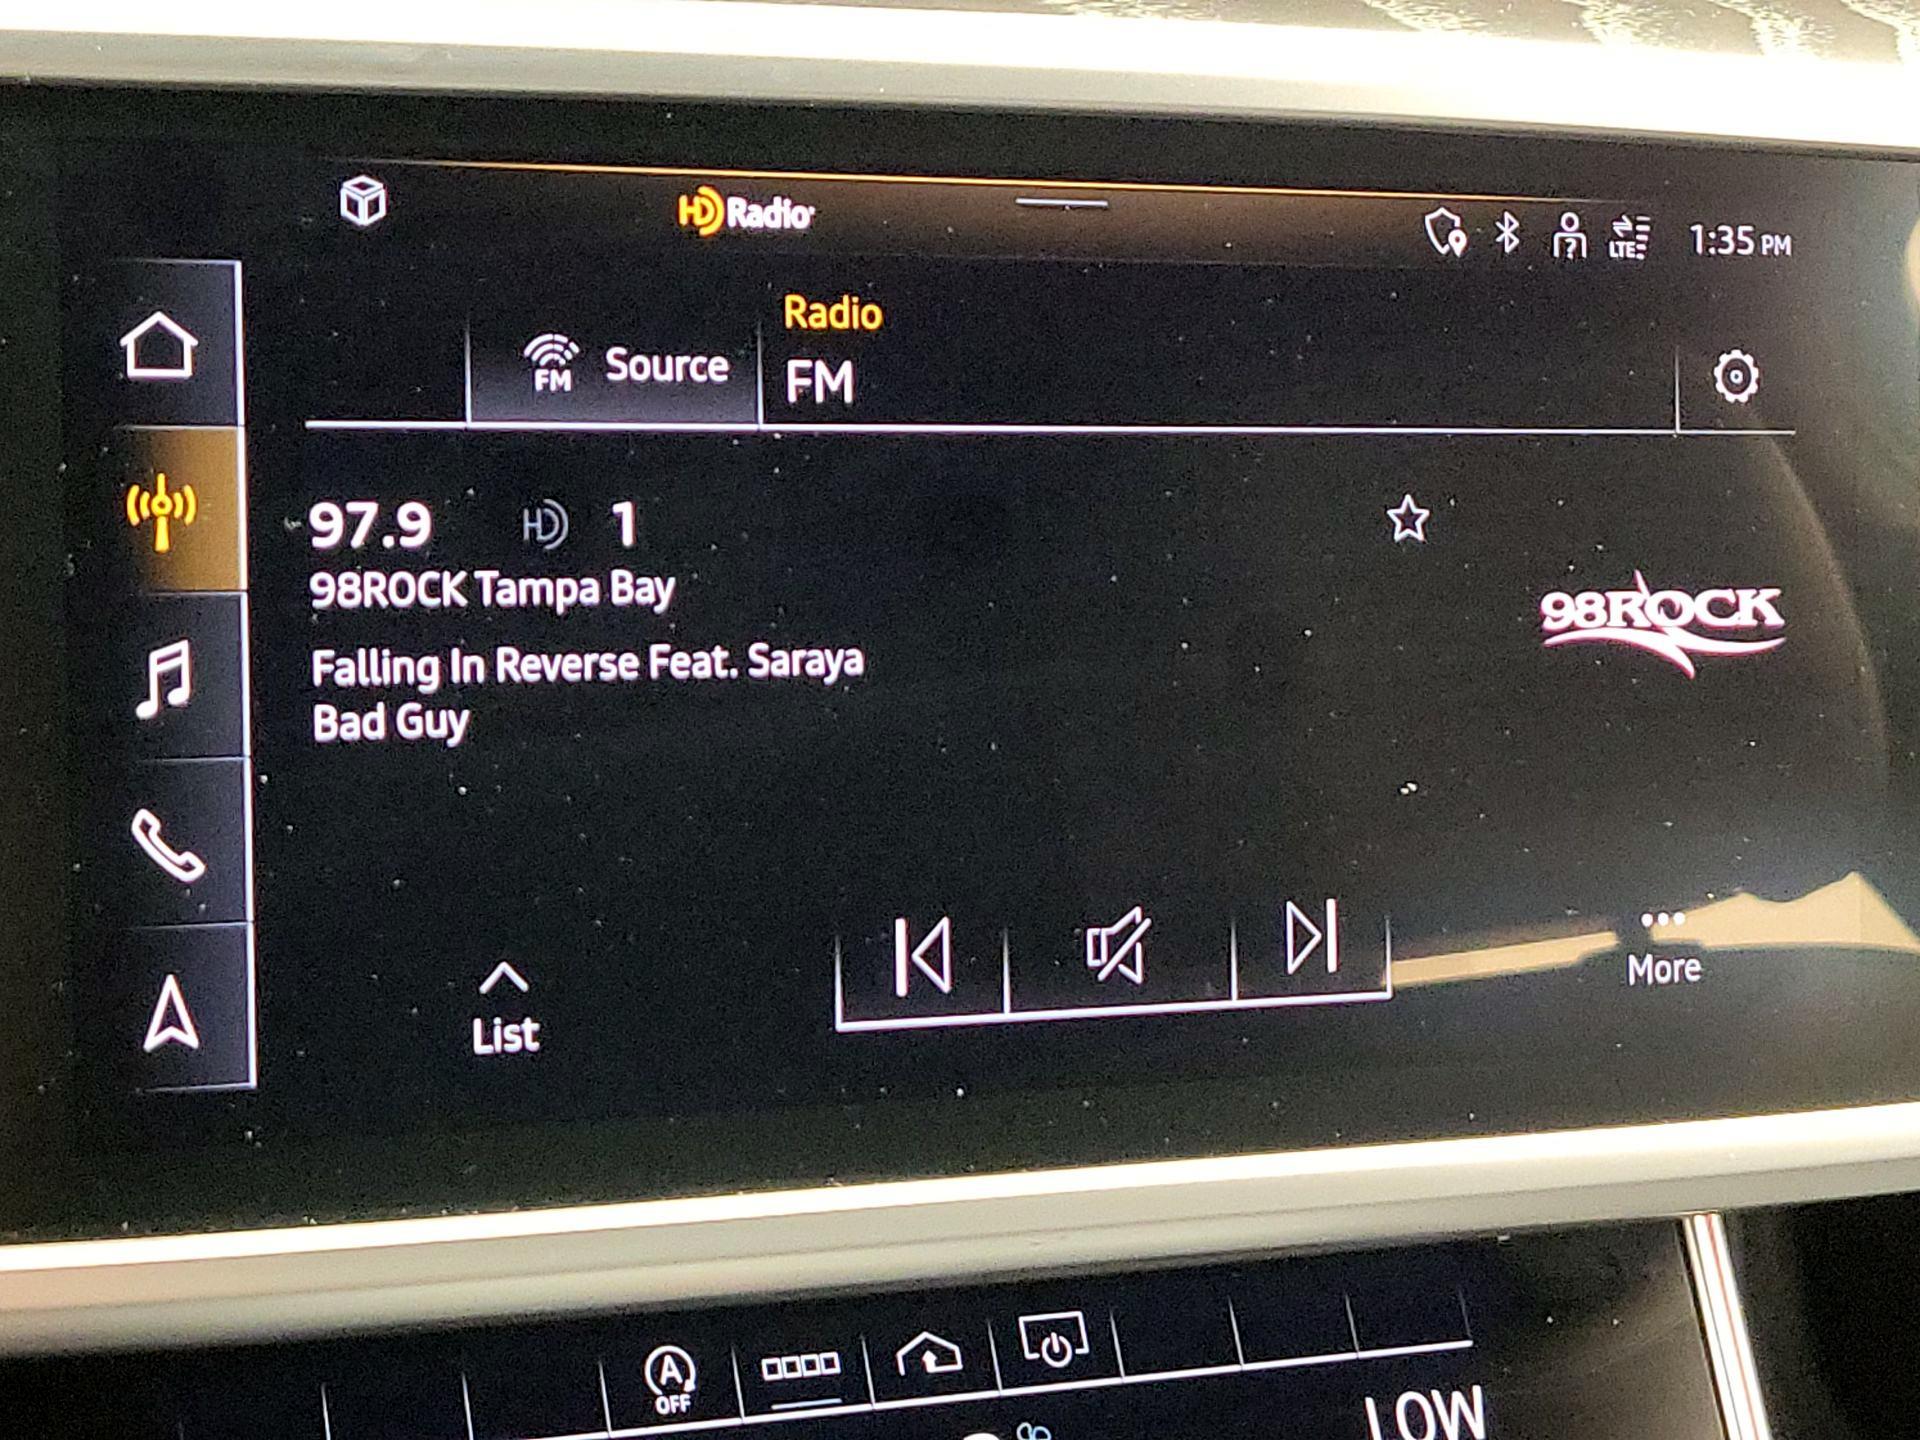 HD Radio
LTE
1:35 PM
FM Source
Radio
FM
97.9 HD 1
98ROCK Tampa Bay
98ROCK
Falling In Reverse Feat. Saraya
Bad Guy
List
More
A
OFF
LOW